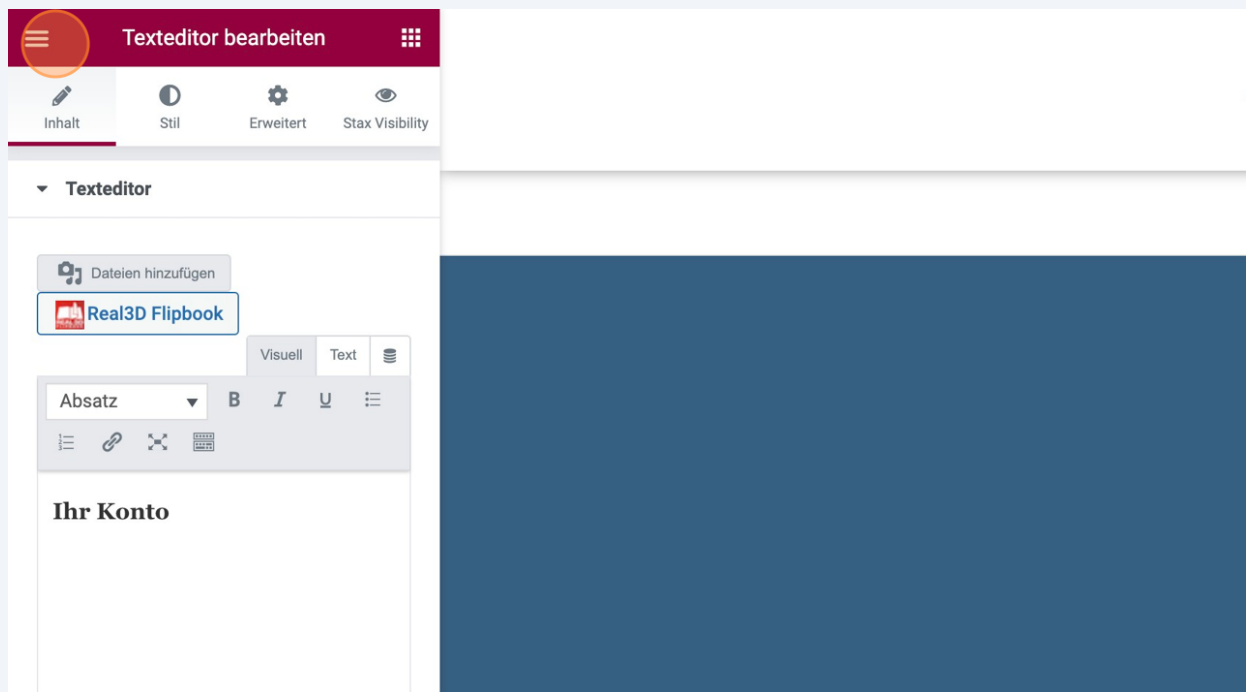 Texteditor bearbeiten
Inhalt Stil Erweitert Stax Visibility
Texteditor
Dateien hinzufügen
Real3D Flipbook
Visuell Text
Absatz B I U
Ihr Konto